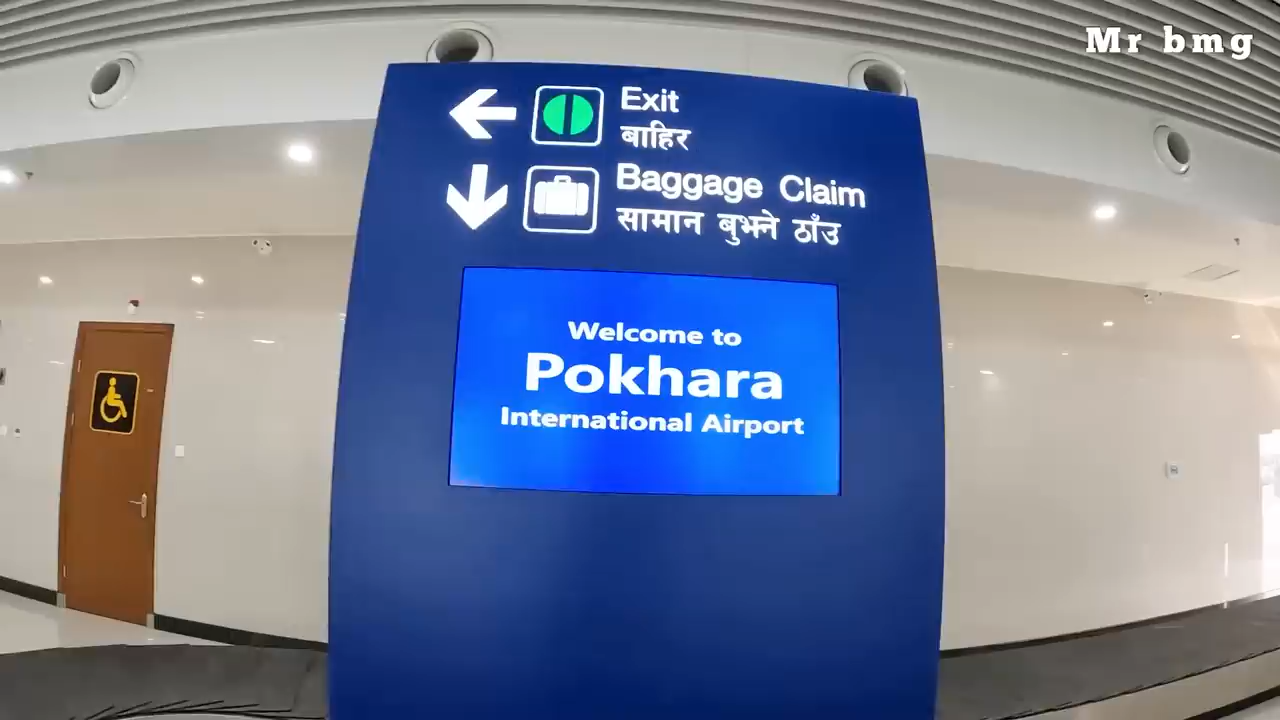 Mr bmg
Exit
बाहिर
Baggage Claim
सामान बुझ्ने ठाँउ
Welcome to
Pokhara
International Airport